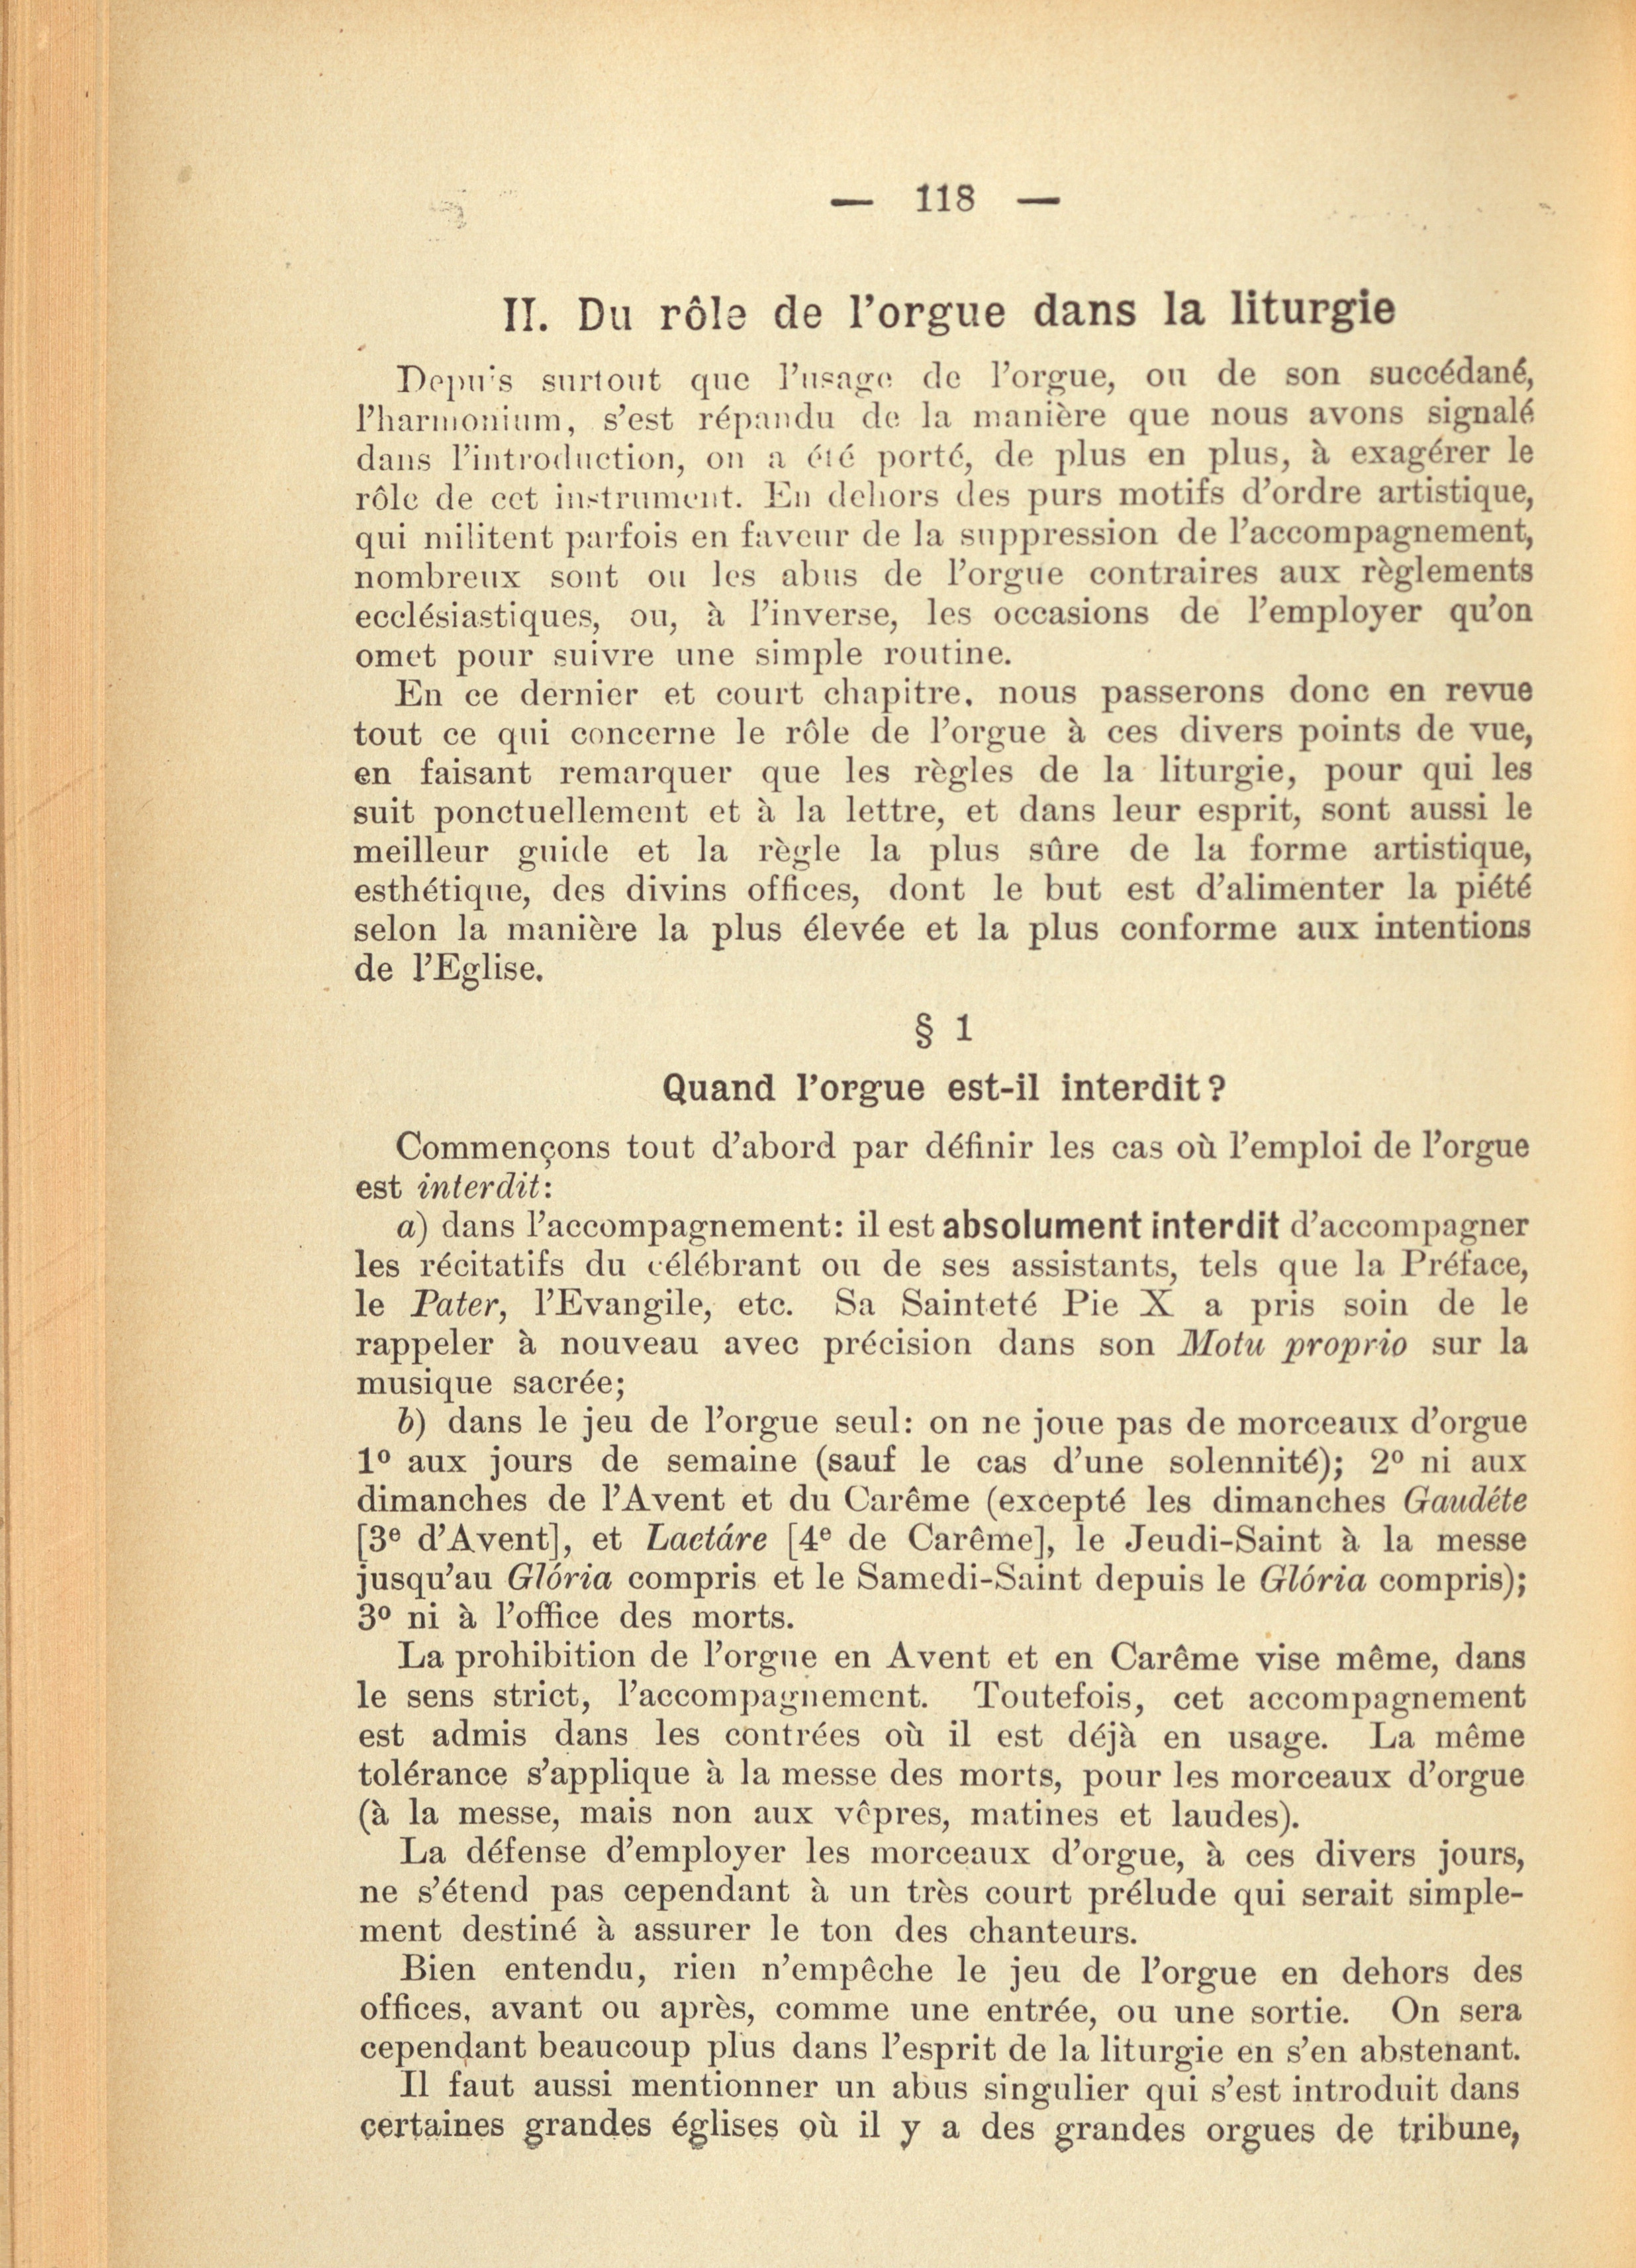 — 118 —
II. Du rôle de l'orgue dans la liturgie
Depuis surtout que l'usage de l'orgue, ou de son succédané,
l'harmonium, s'est répandu de la manière que nous avons signalé
dans l'introduction, on a été porté, de plus en plus, à exagérer le
rôle de cet instrument. En dehors des purs motifs d'ordre artistique,
qui militent parfois en faveur de la suppression de l'accompagnement,
nombreux sont ou les abus de l'orgue contraires aux règlements
ecclésiastiques, ou, à l'inverse, les occasions de l'employer qu'on
omet pour suivre une simple routine.
En ce dernier et court chapitre, nous passerons donc en revue
tout ce qui concerne le rôle de l'orgue à ces divers points de vue,
en faisant remarquer que les règles de la liturgie, pour qui les
suit ponctuellement et à la lettre, et dans leur esprit, sont aussi le
meilleur guide et la règle la plus sûre de la forme artistique,
esthétique, des divins offices, dont le but est d'alimenter la piété
selon la manière la plus élevée et la plus conforme aux intentions
de l'Eglise.
§ 1
Quand l'orgue est-il interdit?
Commençons tout d'abord par définir les cas où l'emploi de l'orgue
est interdit:
a) dans l'accompagnement: il est absolument interdit d'accompagner
les récitatifs du célébrant ou de ses assistants, tels que la Préface,
le Pater, l'Evangile, etc. Sa Sainteté Pie X a pris soin de le
rappeler à nouveau avec précision dans son Motu proprio sur la
musique sacrée;
b) dans le jeu de l'orgue seul: on ne joue pas de morceaux d'orgue
1º aux jours de semaine (sauf le cas d'une solennité); 2º ni aux
dimanches de l'Avent et du Carême (excepté les dimanches Gaudéte
[3e d'Avent], et Laetáre [4e de Carême], le Jeudi-Saint à la messe
jusqu'au Glória compris et le Samedi-Saint depuis le Glória compris);
3º ni à l'office des morts.
La prohibition de l'orgue en Avent et en Carême vise même, dans
le sens strict, l'accompagnement. Toutefois, cet accompagnement
est admis dans les contrées où il est déjà en usage. La même
tolérance s'applique à la messe des morts, pour les morceaux d'orgue
(à la messe, mais non aux vêpres, matines et laudes).
La défense d'employer les morceaux d'orgue, à ces divers jours,
ne s'étend pas cependant à un très court prélude qui serait simple-
ment destiné à assurer le ton des chanteurs.
Bien entendu, rien n'empêche le jeu de l'orgue en dehors des
offices, avant ou après, comme une entrée, ou une sortie. On sera
cependant beaucoup plus dans l'esprit de la liturgie en s'en abstenant.
Il faut aussi mentionner un abus singulier qui s'est introduit dans
certaines grandes églises où il y a des grandes orgues de tribune,